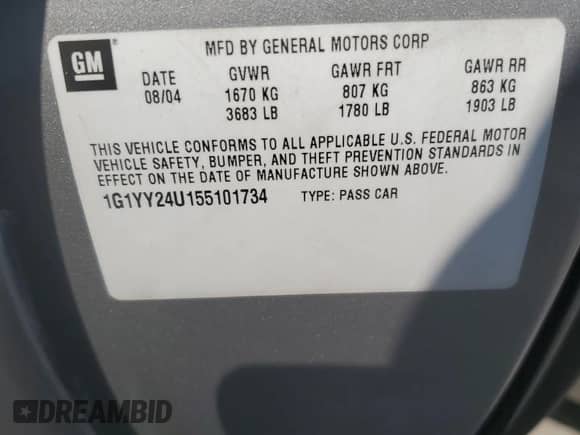 GM
MFD BY GENERAL MOTORS CORP
DATE GVWR GAWR FRT GAWR RR
08/04 1670 KG 807 KG 863 KG
3683 LB 1780 LB 1903 LB
THIS VEHICLE CONFORMS TO ALL APPLICABLE U.S. FEDERAL MOTOR
VEHICLE SAFETY, BUMPER, AND THEFT PREVENTION STANDARDS IN
EFFECT ON THE DATE OF MANUFACTURE SHOWN ABOVE.
1G1YY24U155101734 TYPE: PASS CAR
DREAMBID